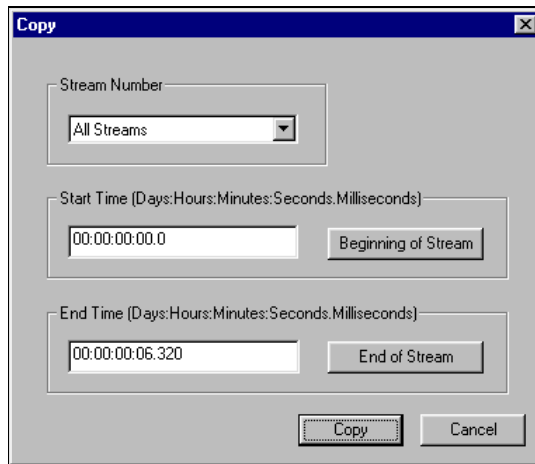 Copy
Stream Number
All Streams
Start Time (Days:Hours:Minutes:Seconds.Milliseconds)
00:00:00:00.0
Beginning of Stream
End Time (Days:Hours:Minutes:Seconds.Milliseconds)
00:00:00:06.320
End of Stream
Copy Cancel